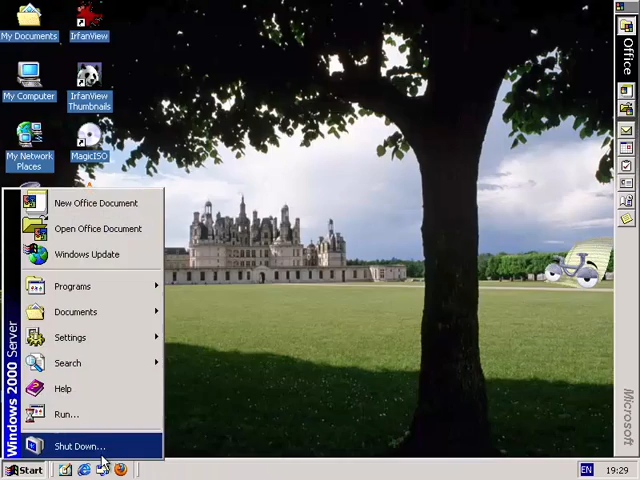 My Documents
IrfanView
My Computer
IrfanView
Thumbnails
My Network
Places
MagicISO
New Office Document
Open Office Document
Windows Update
Programs
Documents
Settings
Search
Help
Run...
Shut Down...
Windows 2000 Server
Start
EN
19:29
Office
Microsoft